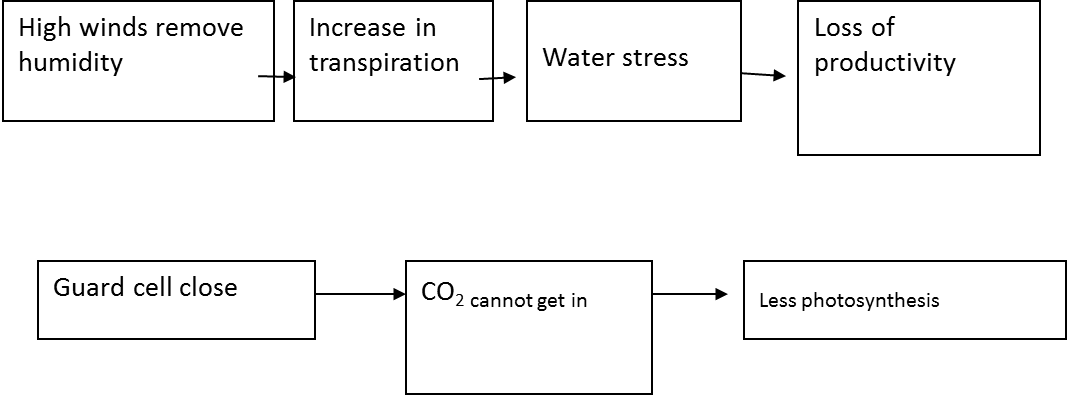 High winds remove
humidity
Increase in
transpiration
Water stress
Loss of
productivity
Guard cell close
CO₂ cannot get in
Less photosynthesis